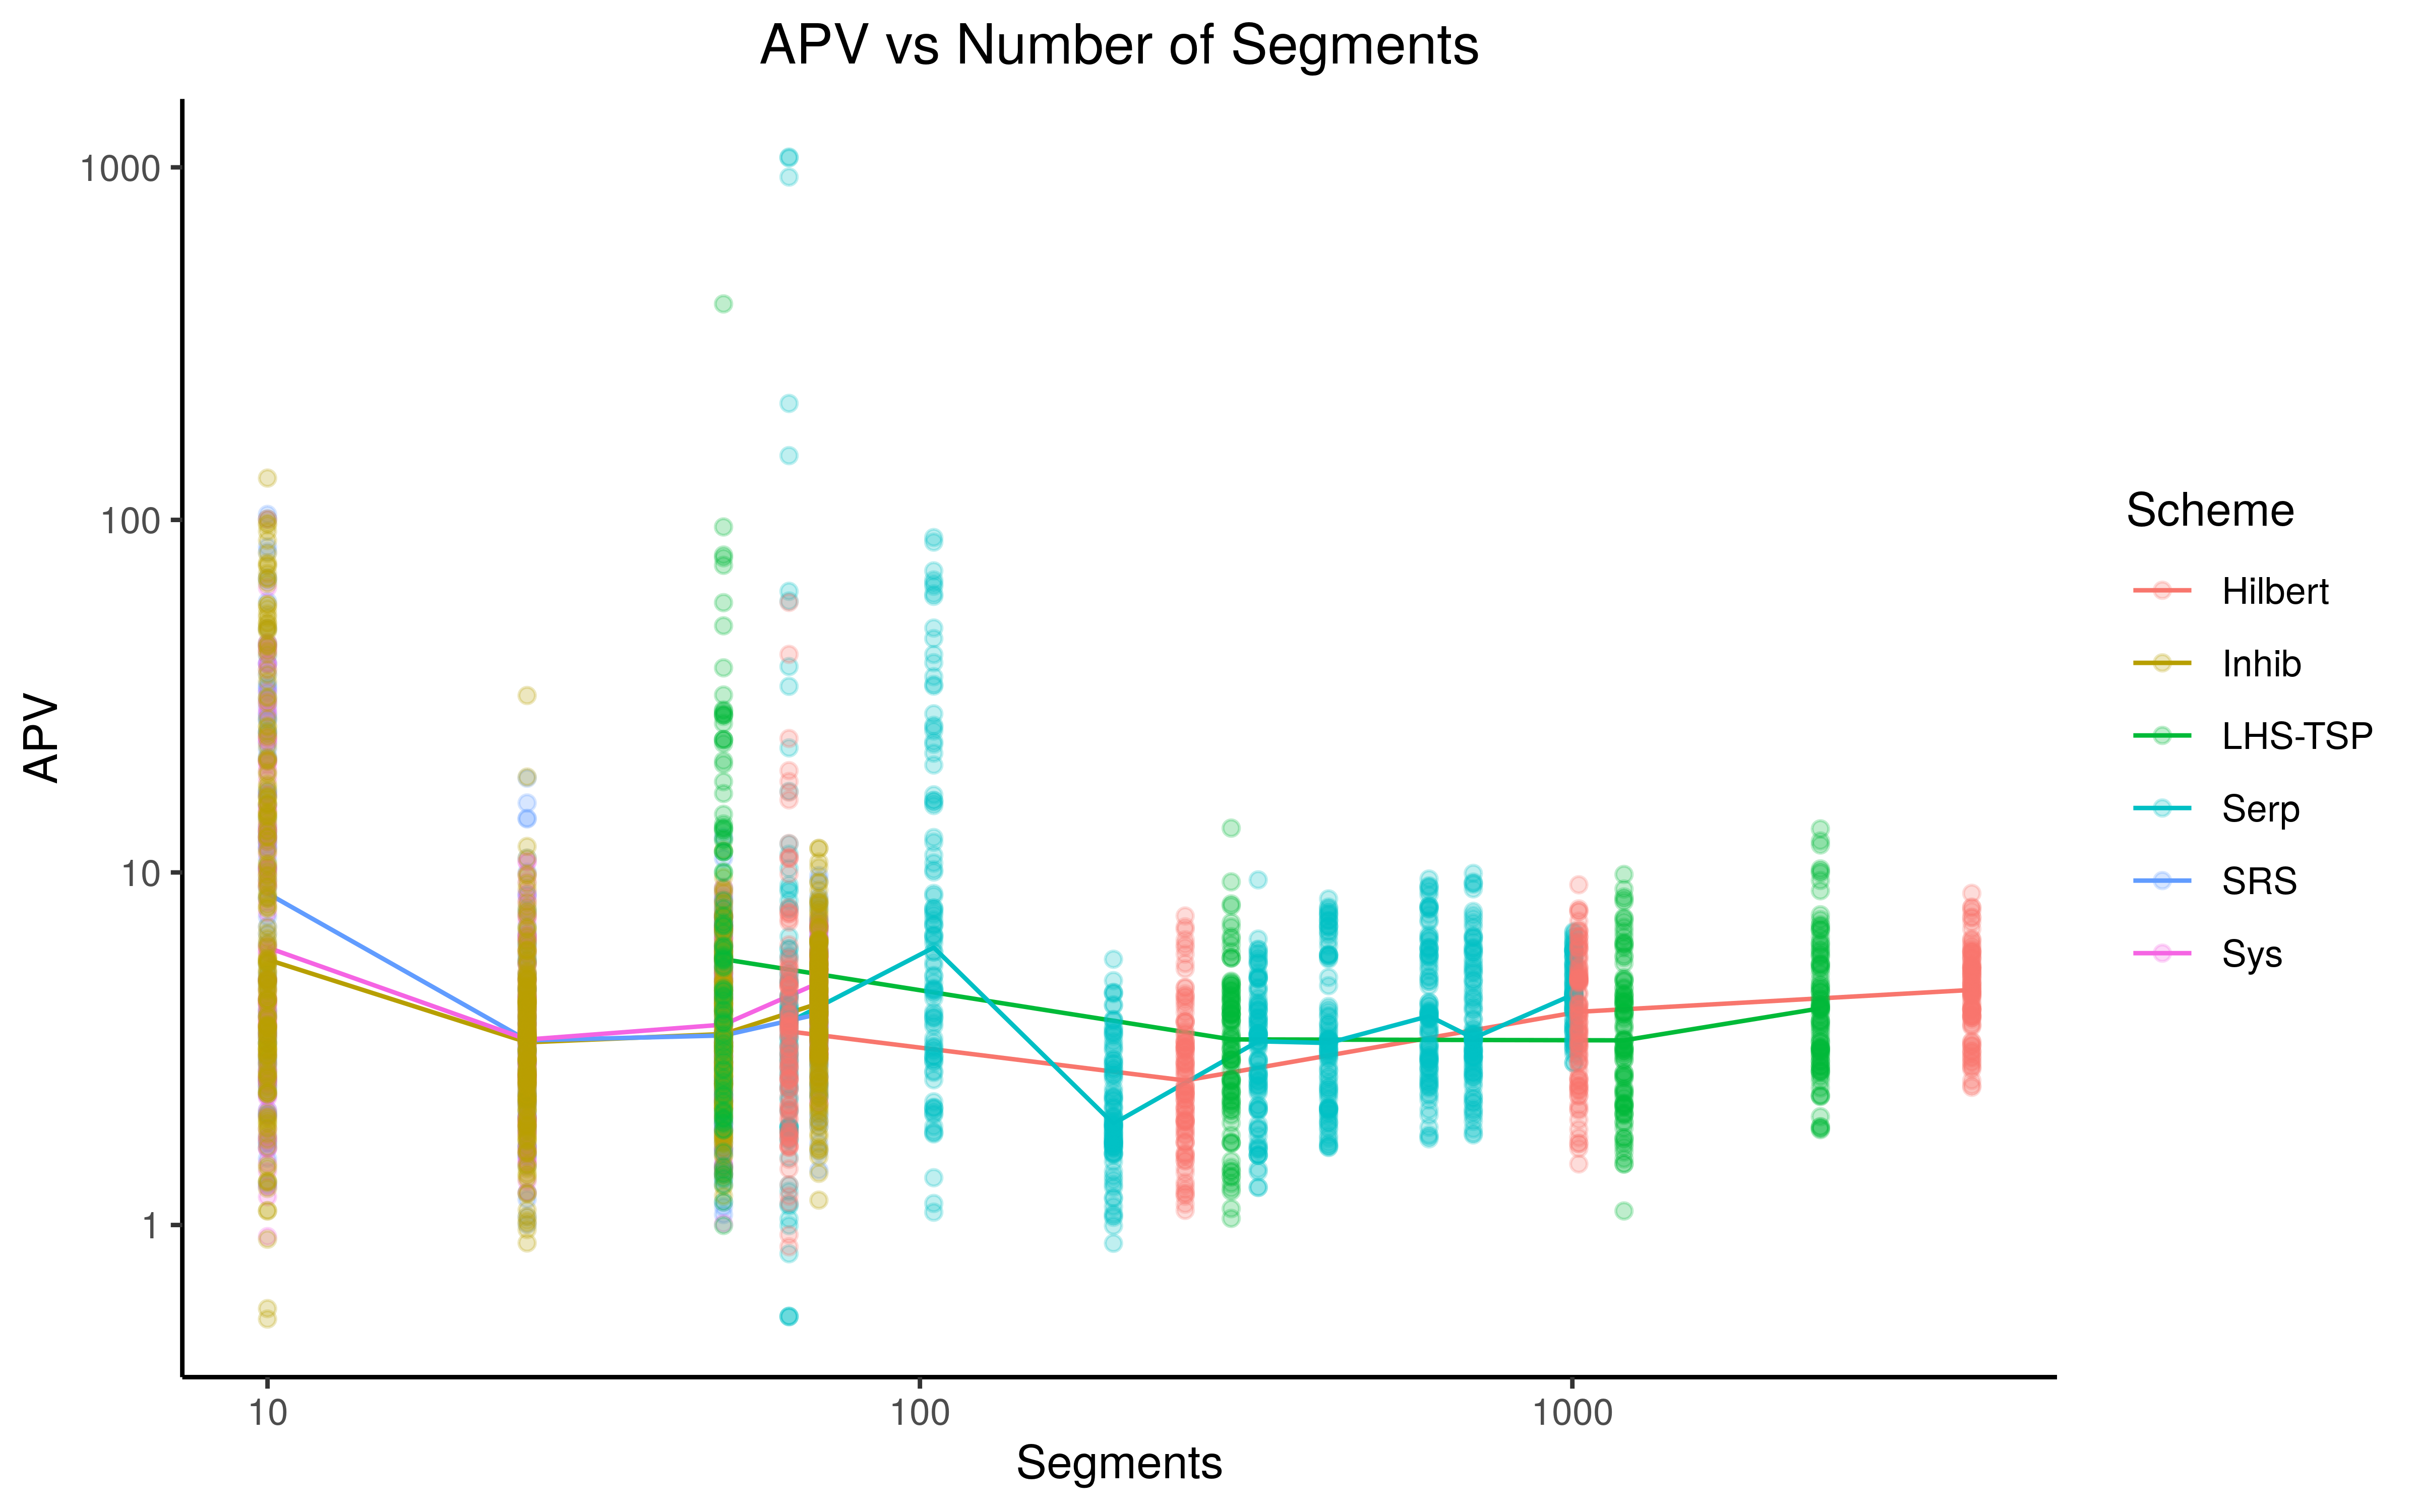 APV vs Number of Segments
APV
1000
100
10
1
10
100
1000
Segments
Scheme
Hilbert
Inhib
LHS-TSP
Serp
SRS
Sys